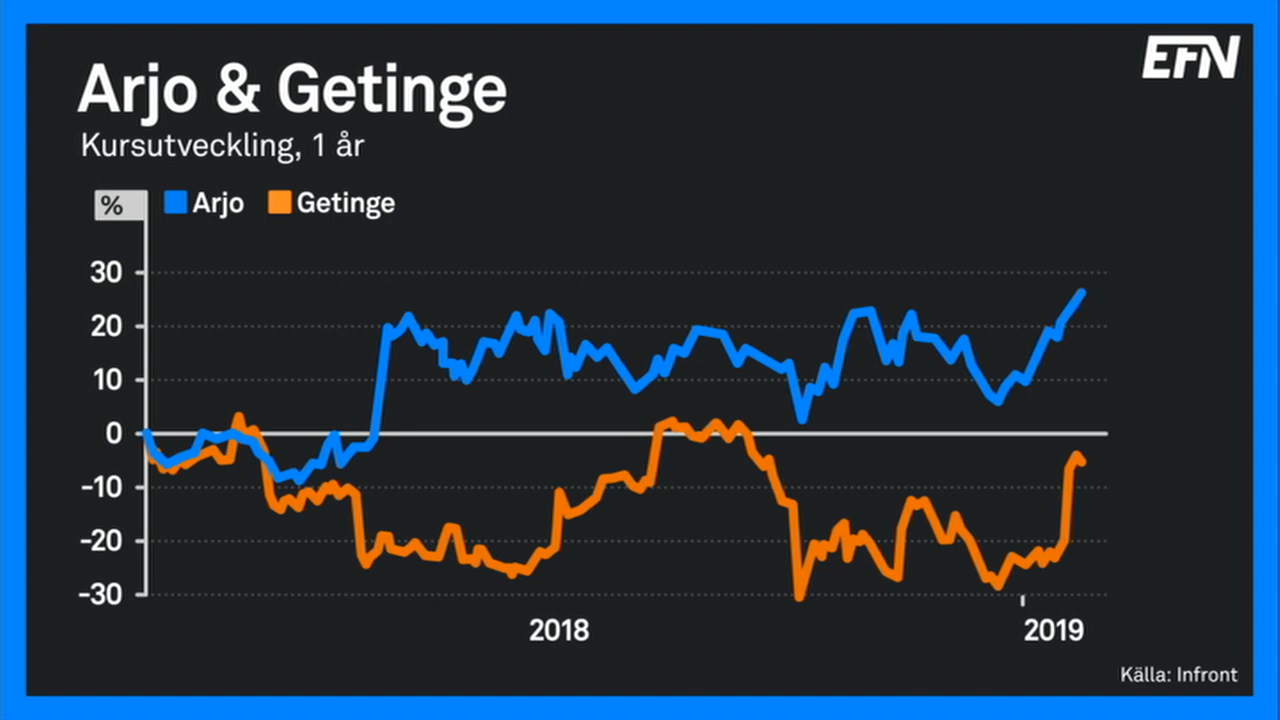 EFN
Arjo & Getinge
Kursutveckling, 1 år
% Arjo Getinge
30
20
10
0
-10
-20
-30
2018 2019
Källa: Infront